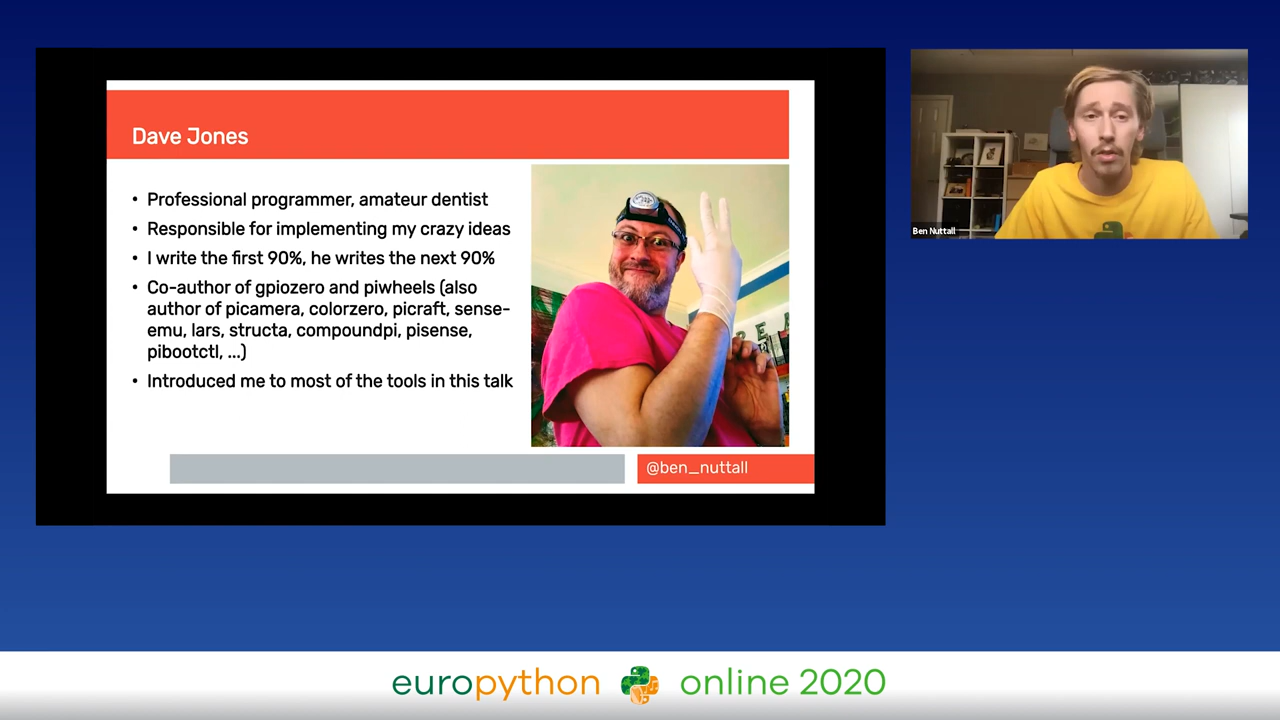 Dave Jones
• Professional programmer, amateur dentist
• Responsible for implementing my crazy ideas
• I write the first 90%, he writes the next 90%
• Co-author of gpiozero and piwheels (also
author of picamera, colorzero, picraft, sense-
emu, lars, structa, compoundpi, pisense,
pibootctl, ...)
• Introduced me to most of the tools in this talk
@ben_nuttall
Ben Nuttall
europython online 2020